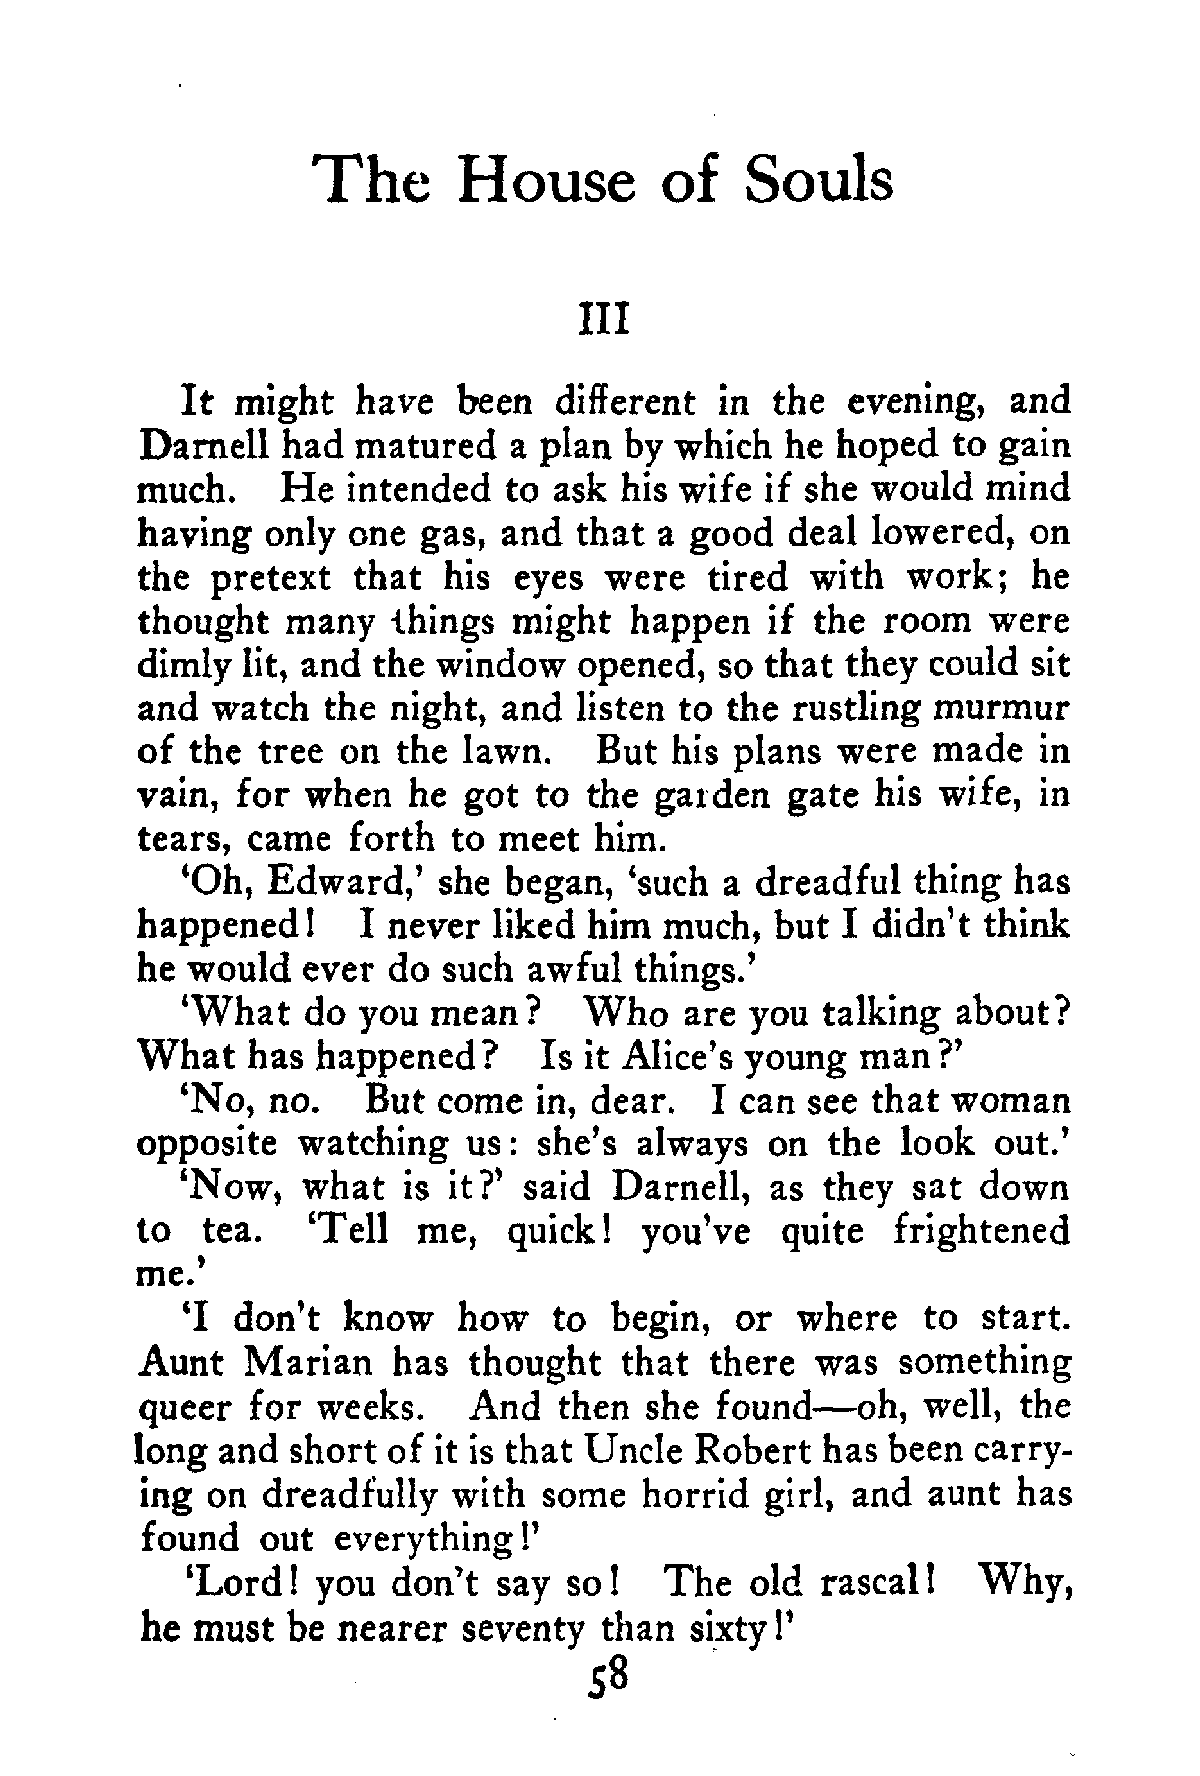 The House of Souls
III
It might have been different in the evening, and
Darnell had matured a plan by which he hoped to gain
much. He intended to ask his wife if she would mind
having only one gas, and that a good deal lowered, on
the pretext that his eyes were tired with work; he
thought many things might happen if the room were
dimly lit, and the window opened, so that they could sit
and watch the night, and listen to the rustling murmur
of the tree on the lawn. But his plans were made in
vain, for when he got to the garden gate his wife, in
tears, came forth to meet him.
‘Oh, Edward,’ she began, ‘such a dreadful thing has
happened! I never liked him much, but I didn’t think
he would ever do such awful things.’
‘What do you mean? Who are you talking about?
What has happened? Is it Alice’s young man?’
‘No, no. But come in, dear. I can see that woman
opposite watching us: she’s always on the look out.’
‘Now, what is it?’ said Darnell, as they sat down
to tea. ‘Tell me, quick! you’ve quite frightened
me.’
‘I don’t know how to begin, or where to start.
Aunt Marian has thought that there was something
queer for weeks. And then she found—oh, well, the
long and short of it is that Uncle Robert has been carry-
ing on dreadfully with some horrid girl, and aunt has
found out everything!’
‘Lord! you don’t say so! The old rascal! Why,
he must be nearer seventy than sixty!’
58